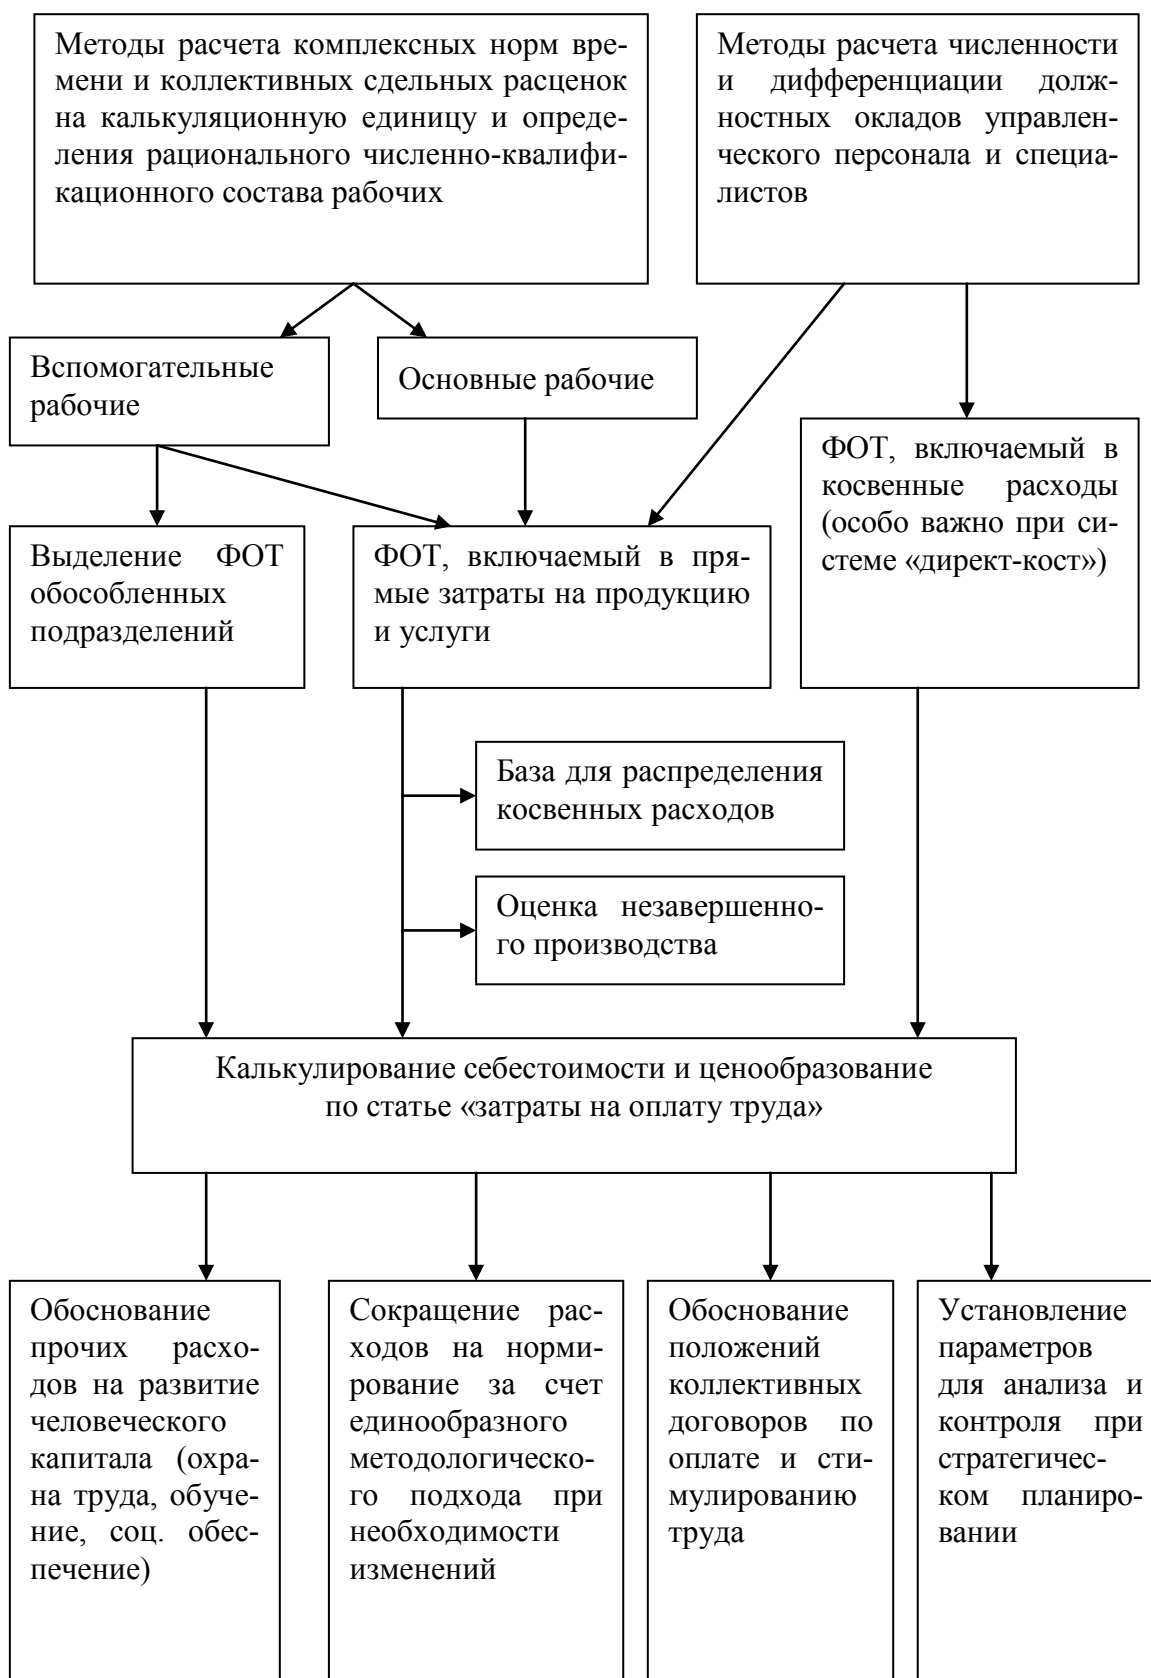 Методы расчета комплексных норм вре-
мени и коллективных сдельных расценок
на калькуляционную единицу и опреде-
ления рационального численно-квалифи-
кационного состава рабочих
Методы расчета численности
и дифференциации долж-
ностных окладов управлен-
ческого персонала и специа-
листов
Вспомогательные
рабочие
Основные рабочие
ФОТ, включаемый в
косвенные расходы
(особо важно при си-
стеме «директ-кост»)
Выделение ФОТ
обособленных
подразделений
ФОТ, включаемый в пря-
мые затраты на продукцию
и услуги
База для распределения
косвенных расходов
Оценка незавершенно-
го производства
Калькулирование себестоимости и ценообразование
по статье «затраты на оплату труда»
Обоснование
прочих расхо-
дов на развитие
человеческого
капитала (охра-
на труда, обуче-
ние, соц. обес-
печение)
Сокращение рас-
ходов на норми-
рование за счет
единообразного
методологическо-
го подхода при
необходимости
изменений
Обоснование
положений
коллективных
договоров по
оплате и сти-
мулированию
труда
Установление
параметров
для анализа и
контроля при
стратегичес-
ком планиро-
вании